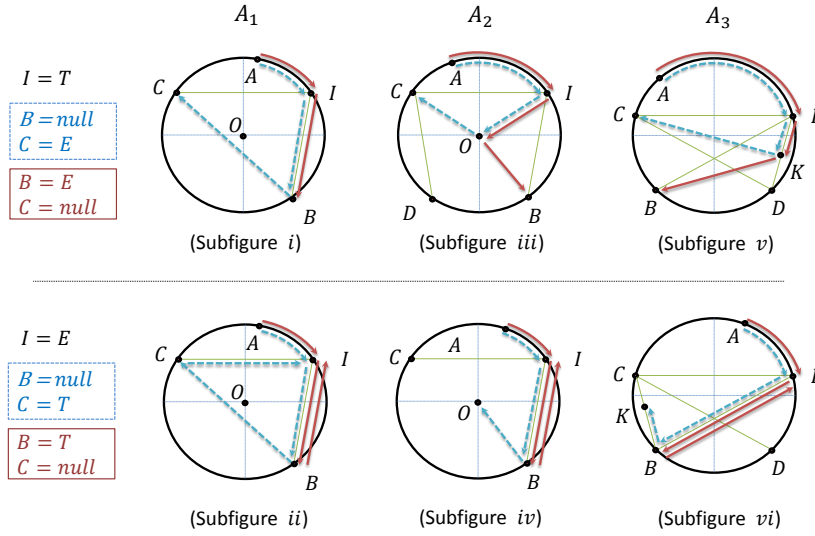 A₁ A₂ A₃
I = T
B = null
C = E
B = E
C = null
A C I O B
(Subfigure i)
A C I O D B
(Subfigure iii)
A C I K B D
(Subfigure v)
I = E
B = null
C = T
B = T
C = null
A C I O B
(Subfigure ii)
A C I O B
(Subfigure iv)
A C I K B D
(Subfigure vi)